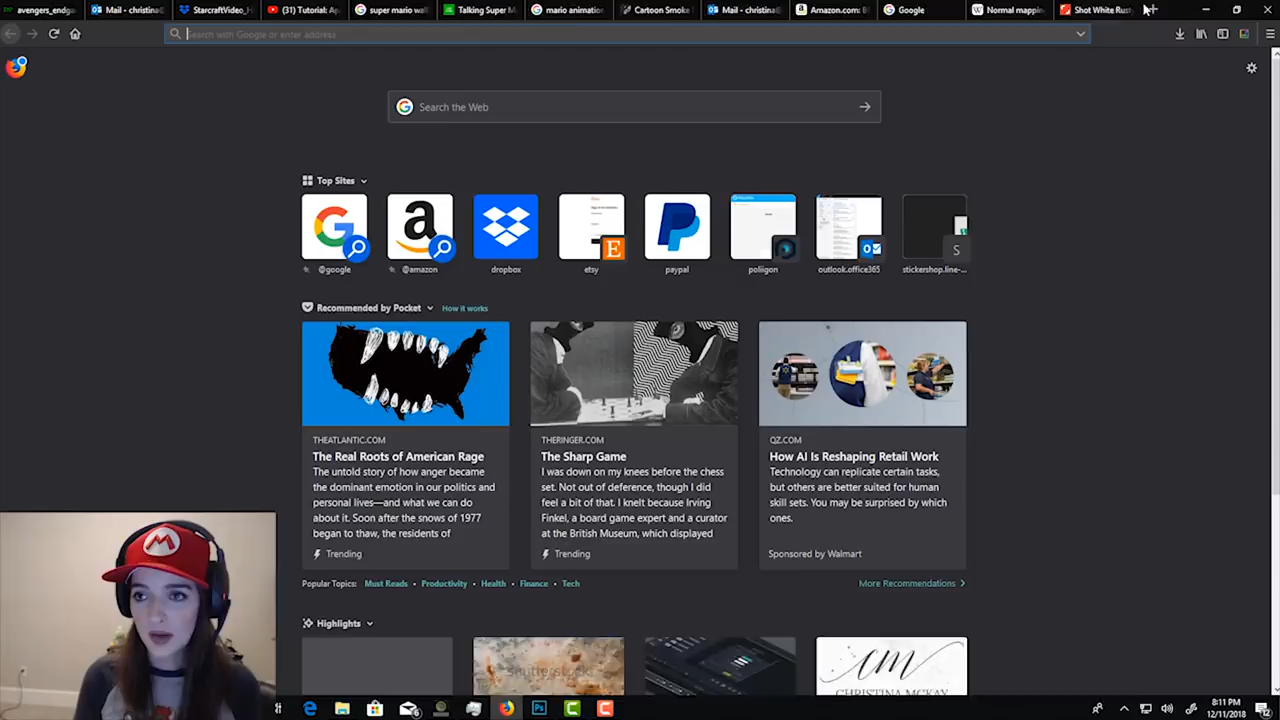 avengers_endg
Mail - christina@
StarcraftVideo_H
(31) Tutorial: Ap
super mario wall
Talking Super M
mario animation
Cartoon Smoke
Mail - christina@
Amazon.com: B
Google
Normal mapping
Shot White Rust
Search with Google or enter address
Search the Web
Top Sites
@google
@amazon
dropbox
etsy
paypal
poliigon
outlook.office365
S
stickershop.line-...
Recommended by Pocket
How it works
THEATLANTIC.COM
The Real Roots of American Rage
The untold story of how anger became
the dominant emotion in our politics and
personal lives—and what we can do
about it. Soon after the snows of 1977
began to thaw, the residents of
Trending
THERINGER.COM
The Sharp Game
I was down on my knees before the chess
set. Not out of deference, though I did
feel a bit of that. I knelt because Irving
Finkel, a board game expert and a curator
at the British Museum, which displayed
Trending
QZ.COM
How AI Is Reshaping Retail Work
Technology can replicate certain tasks,
but others are better suited for human
skill sets. You may be surprised by which
ones.
Sponsored by Walmart
Popular Topics: Must Reads · Productivity · Health · Finance · Tech
More Recommendations
Highlights
shutterstock
cm
CHRISTINA MCKAY
M
8:11 PM
12/11/2018